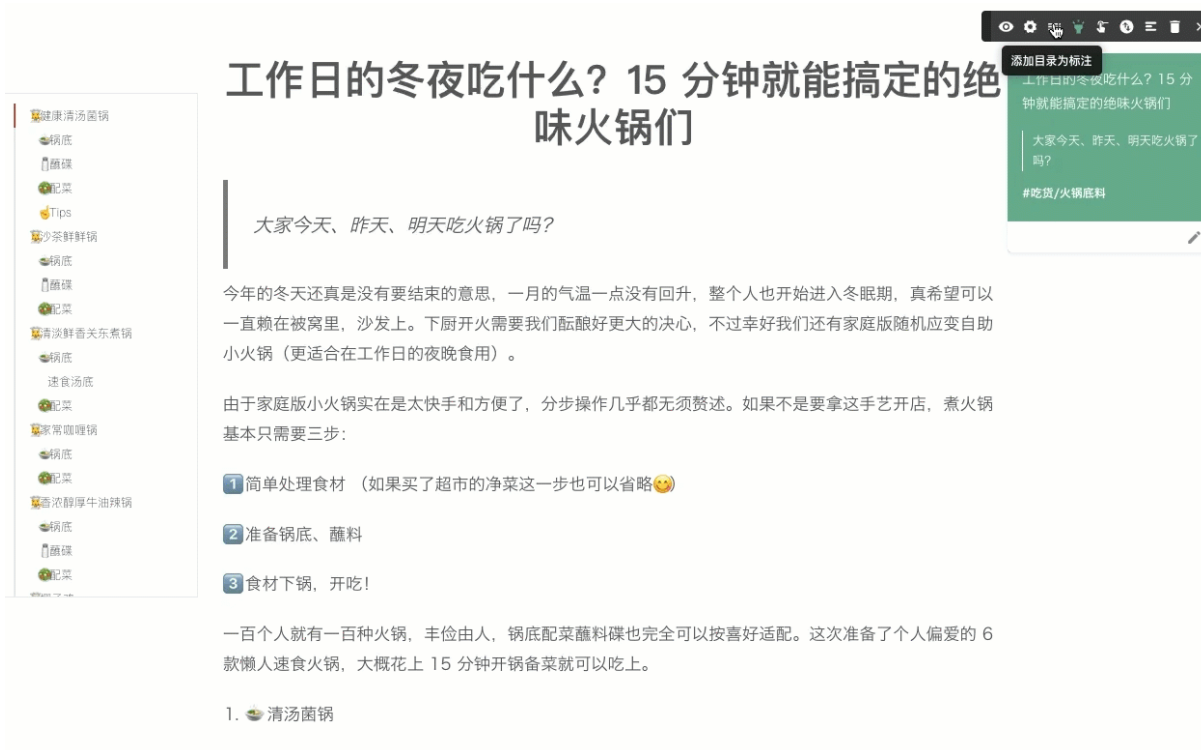 添加目录为标注
工作日的冬夜吃什么？15 分钟就能搞定的绝
味火锅们
健康清汤菌锅
锅底
蘸碟
配菜
Tips
沙茶鲜鲜锅
锅底
蘸碟
配菜
清淡鲜香关东煮锅
锅底
速食汤底
配菜
家常咖喱锅
锅底
配菜
香浓醇厚牛油辣锅
锅底
蘸碟
配菜
大家今天、昨天、明天吃火锅了吗？
今年的冬天还真是没有要结束的意思，一月的气温一点没有回升，整个人也开始进入冬眠期，真希望可以
一直赖在被窝里，沙发上。下厨开火需要我们酝酿好更大的决心，不过幸好我们还有家庭版随机应变自助
小火锅（更适合在工作日的夜晚食用）。
由于家庭版小火锅实在是太快手和方便了，分步操作几乎都无须赘述。如果不是要拿这手艺开店，煮火锅
基本只需要三步：
1️⃣简单处理食材 （如果买了超市的净菜这一步也可以省略😋）
2️⃣准备锅底、蘸料
3️⃣食材下锅，开吃！
一百个人就有一百种火锅，丰俭由人，锅底配菜蘸料碟也完全可以按喜好适配。这次准备了个人偏爱的 6
款懒人速食火锅，大概花上 15 分钟开锅备菜就可以吃上。
1. 🍲 清汤菌锅
工作日的冬夜吃什么？15 分
钟就能搞定的绝味火锅们
大家今天、昨天、明天吃火锅了
吗？
#吃货/火锅底料